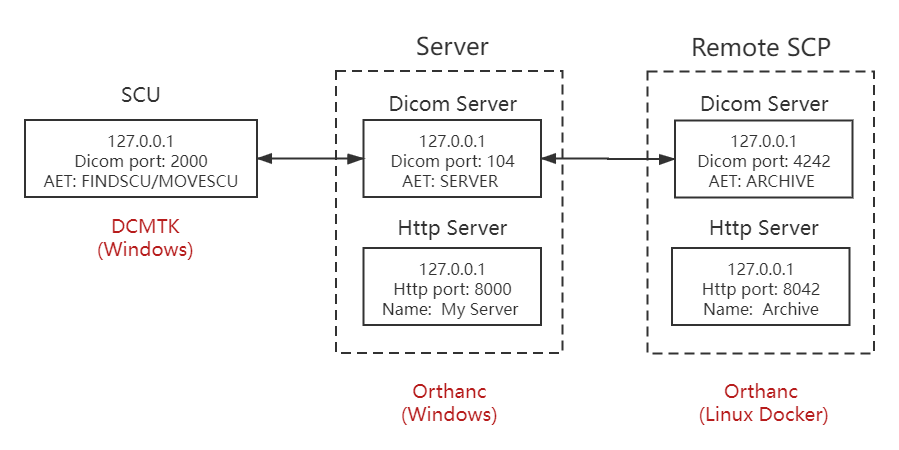 SCU
127.0.0.1
Dicom port: 2000
AET: FINDSCU/MOVESCU
DCMTK
(Windows)
Server
Dicom Server
127.0.0.1
Dicom port: 104
AET: SERVER
Http Server
127.0.0.1
Http port: 8000
Name:  My Server
Orthanc
(Windows)
Remote SCP
Dicom Server
127.0.0.1
Dicom port: 4242
AET: ARCHIVE
Http Server
127.0.0.1
Http port: 8042
Name:  Archive
Orthanc
(Linux Docker)